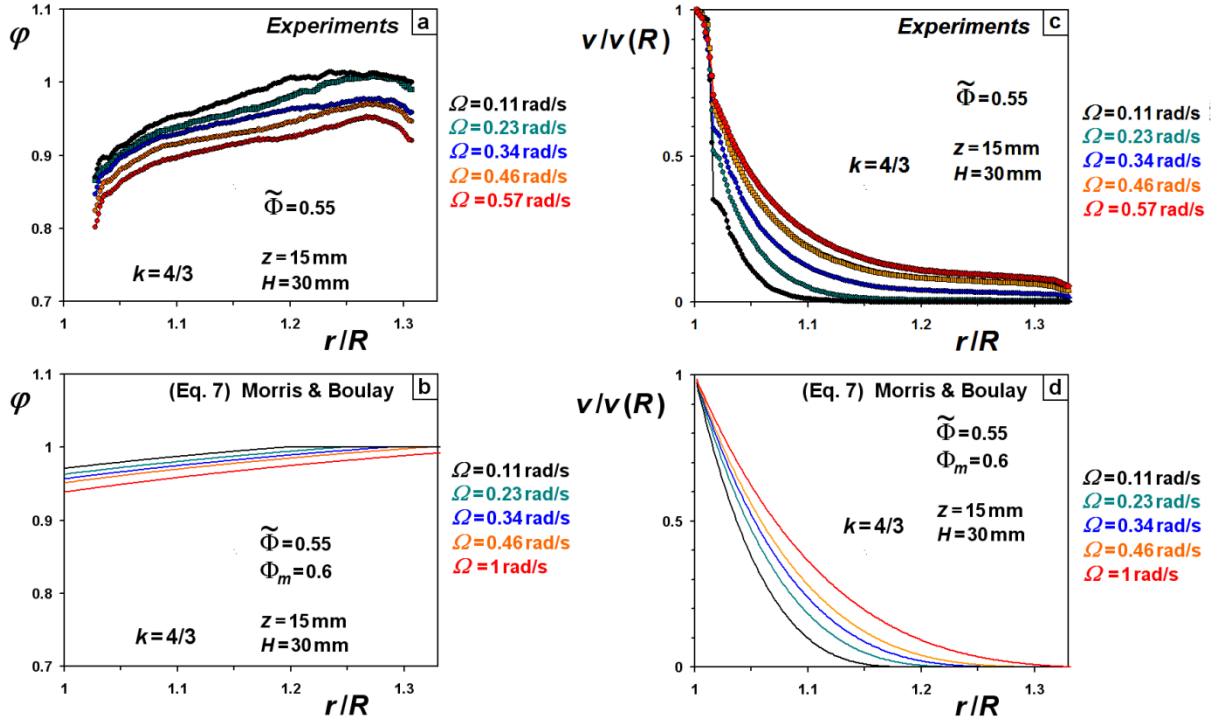 1.1
φ
Experiments
a
1
0.9
0.8
0.7
Φ̃ = 0.55
k = 4/3
z = 15 mm
H = 30 mm
1
1.1
1.2
1.3
r/R
Ω = 0.11 rad/s
Ω = 0.23 rad/s
Ω = 0.34 rad/s
Ω = 0.46 rad/s
Ω = 0.57 rad/s
1
v/v(R)
Experiments
c
0.5
0
Φ̃ = 0.55
k = 4/3
z = 15 mm
H = 30 mm
1
1.1
1.2
1.3
r/R
Ω = 0.11 rad/s
Ω = 0.23 rad/s
Ω = 0.34 rad/s
Ω = 0.46 rad/s
Ω = 0.57 rad/s
1.1
φ
(Eq. 7) Morris & Boulay
b
1
0.9
0.8
0.7
Φ̃ = 0.55
Φm = 0.6
k = 4/3
z = 15 mm
H = 30 mm
1
1.1
1.2
1.3
r/R
Ω = 0.11 rad/s
Ω = 0.23 rad/s
Ω = 0.34 rad/s
Ω = 0.46 rad/s
Ω = 1 rad/s
1
v/v(R)
(Eq. 7) Morris & Boulay
d
0.5
0
Φ̃ = 0.55
Φm = 0.6
k = 4/3
z = 15 mm
H = 30 mm
1
1.1
1.2
1.3
r/R
Ω = 0.11 rad/s
Ω = 0.23 rad/s
Ω = 0.34 rad/s
Ω = 0.46 rad/s
Ω = 1 rad/s